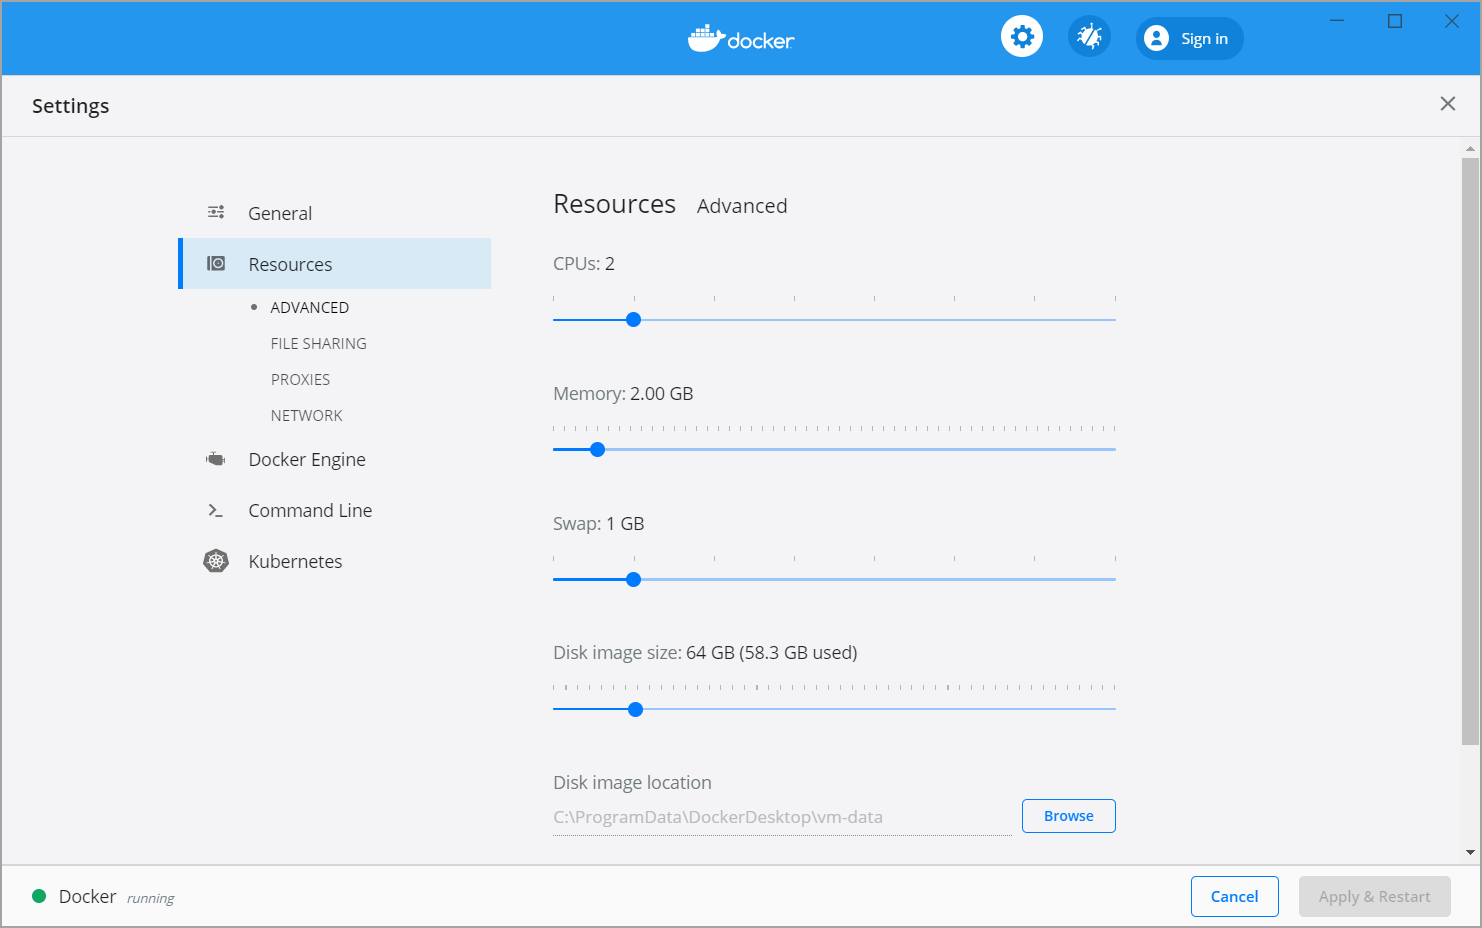 docker
Sign in
Settings
General
Resources
ADVANCED
FILE SHARING
PROXIES
NETWORK
Docker Engine
Command Line
Kubernetes
Resources Advanced
CPUs: 2
Memory: 2.00 GB
Swap: 1 GB
Disk image size: 64 GB (58.3 GB used)
Disk image location
C:\ProgramData\DockerDesktop\vm-data
Browse
Docker running
Cancel
Apply & Restart